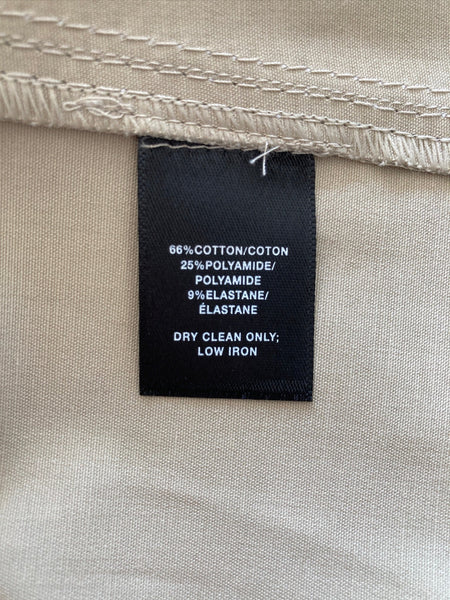 66%COTTON/COTON
25%POLYAMIDE/
POLYAMIDE
9%ELASTANE/
ÉLASTANE
DRY CLEAN ONLY;
LOW IRON